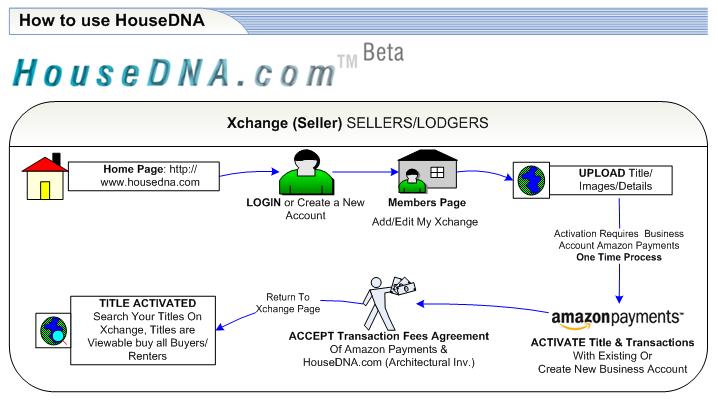 How to use HouseDNA
HouseDNA.com™ Beta
Xchange (Seller) SELLERS/LODGERS
Home Page: http://
www.housedna.com
LOGIN or Create a New
Account
Members Page
Add/Edit My Xchange
UPLOAD Title/
Images/Details
Activation Requires Business
Account Amazon Payments
One Time Process
amazonpayments™
ACTIVATE Title & Transactions
With Existing Or
Create New Business Account
ACCEPT Transaction Fees Agreement
Of Amazon Payments &
HouseDNA.com (Architectural Inv.)
Return To
Xchange Page
TITLE ACTIVATED
Search Your Titles On
Xchange, Titles are
Viewable buy all Buyers/
Renters